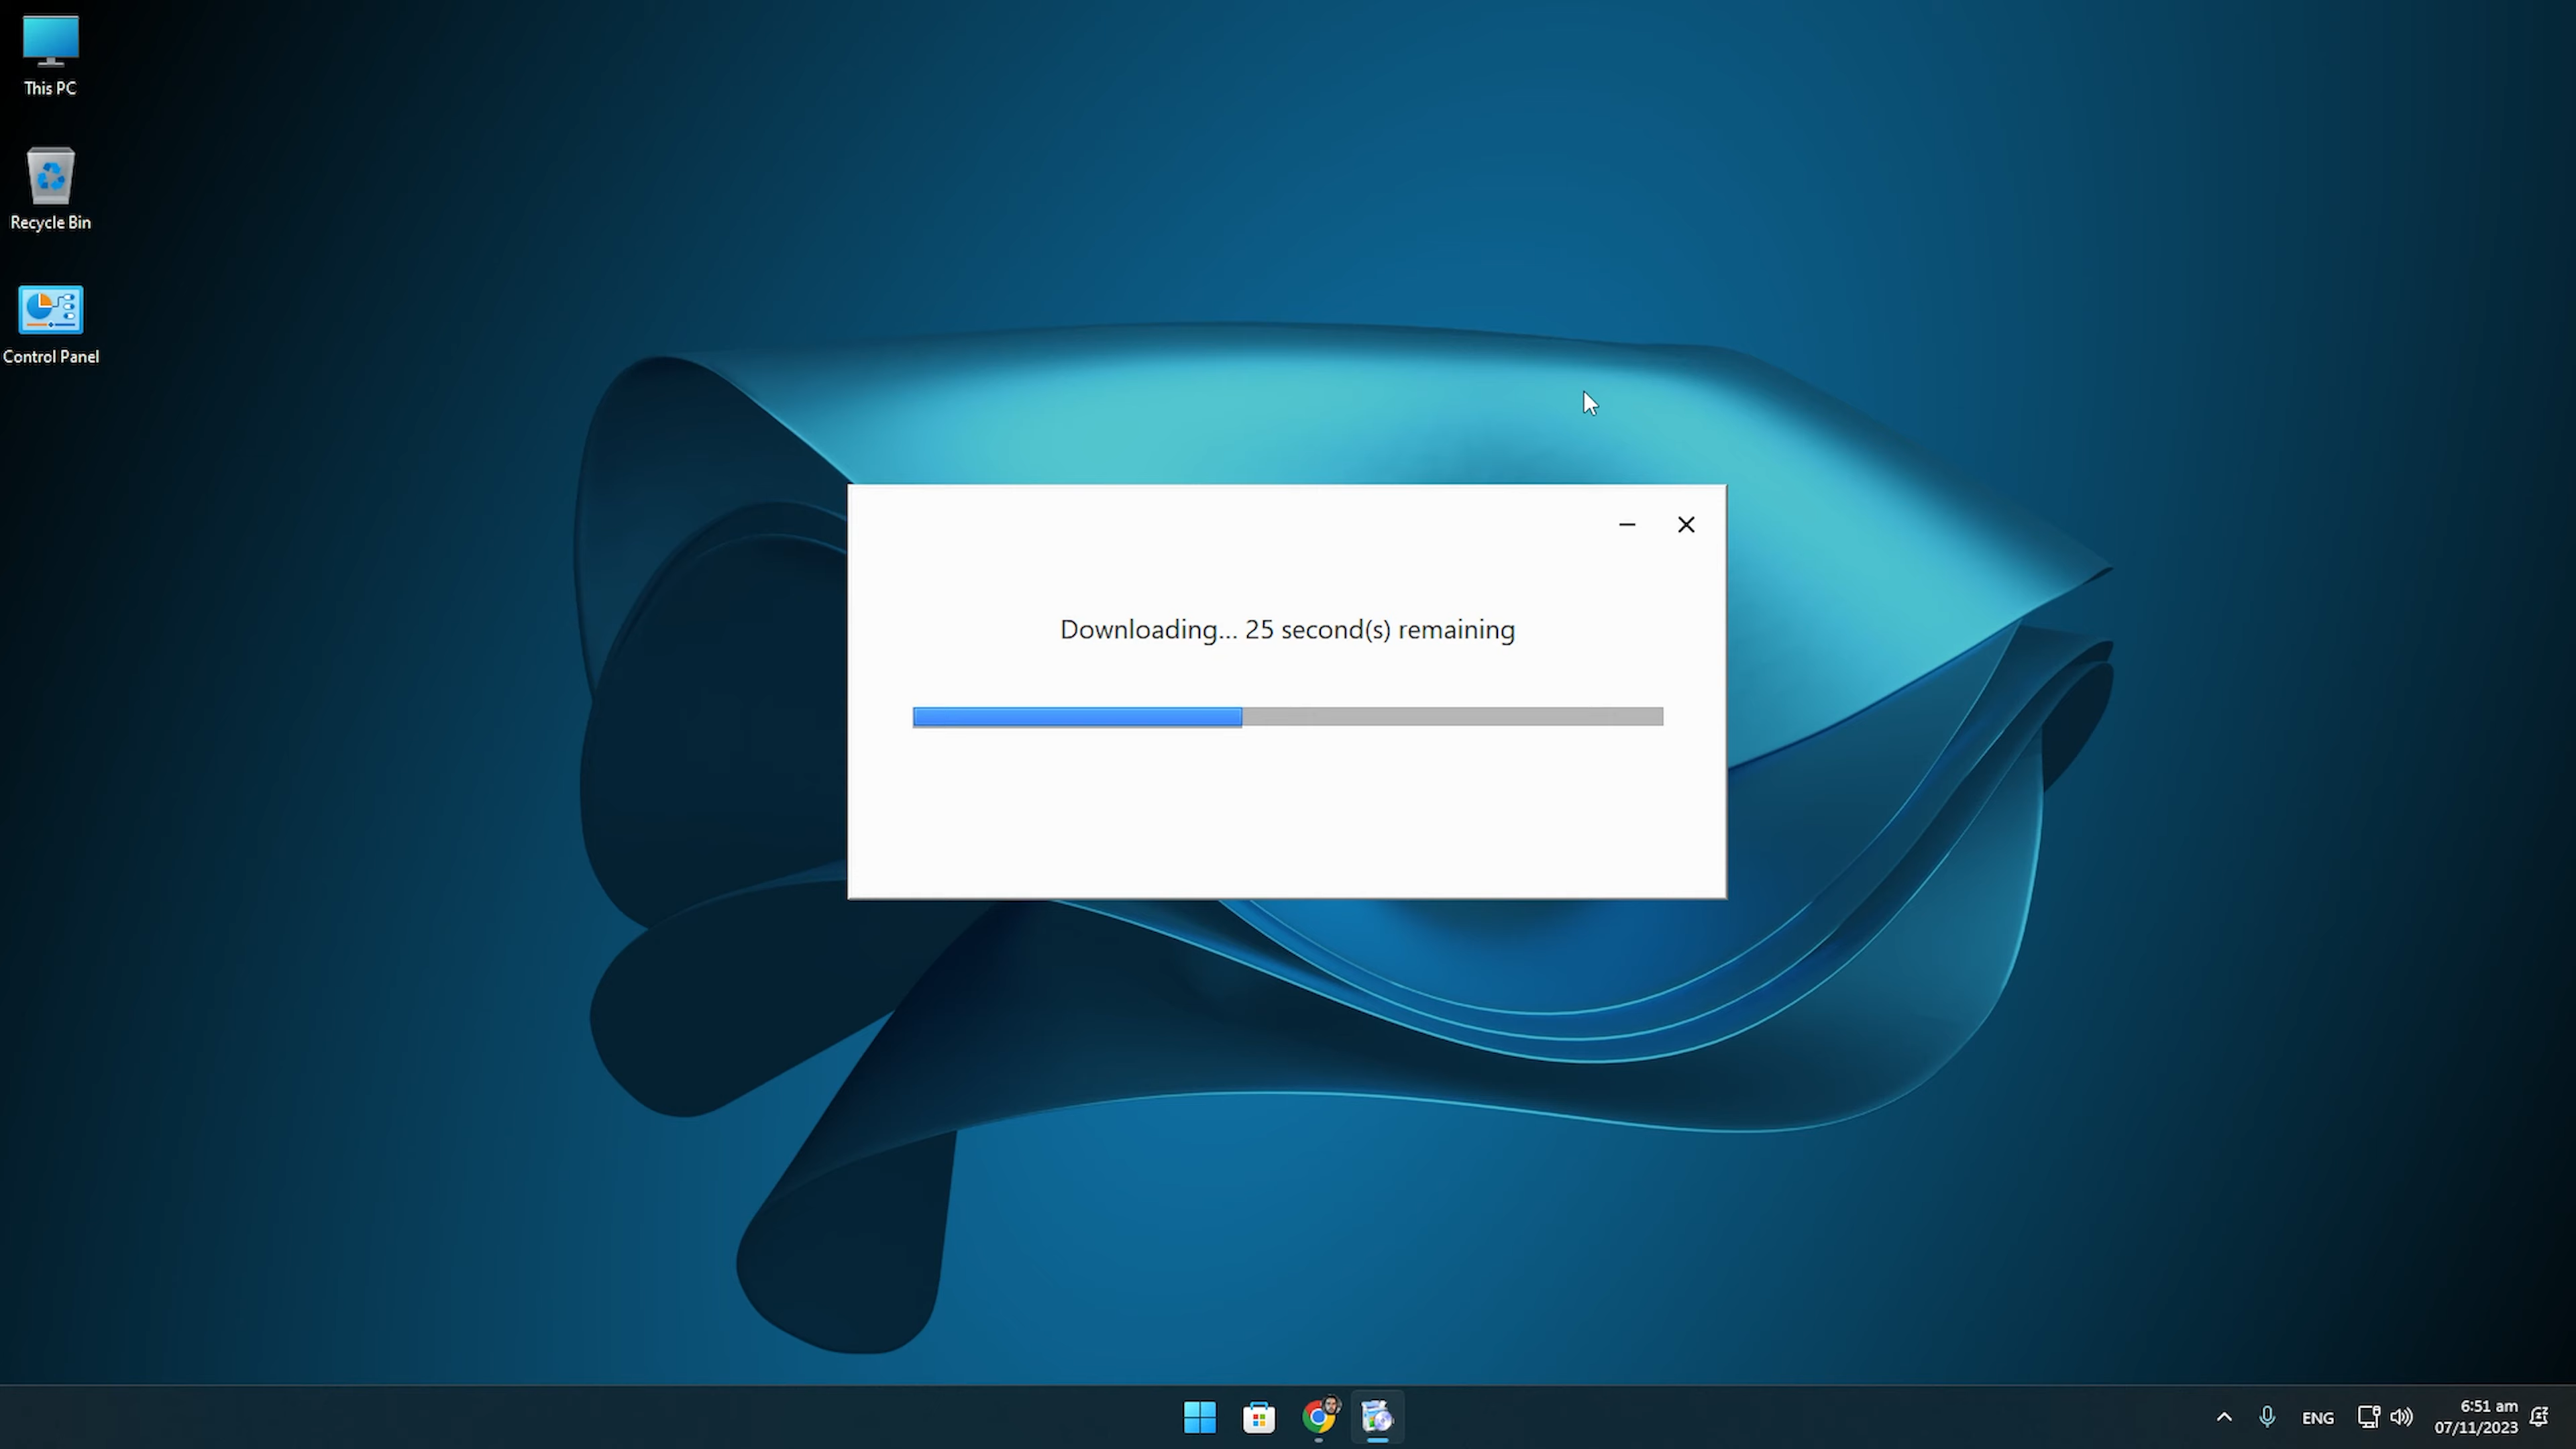 This PC
Recycle Bin
Control Panel
Downloading... 25 second(s) remaining
ENG
6:51 am
07/11/2023